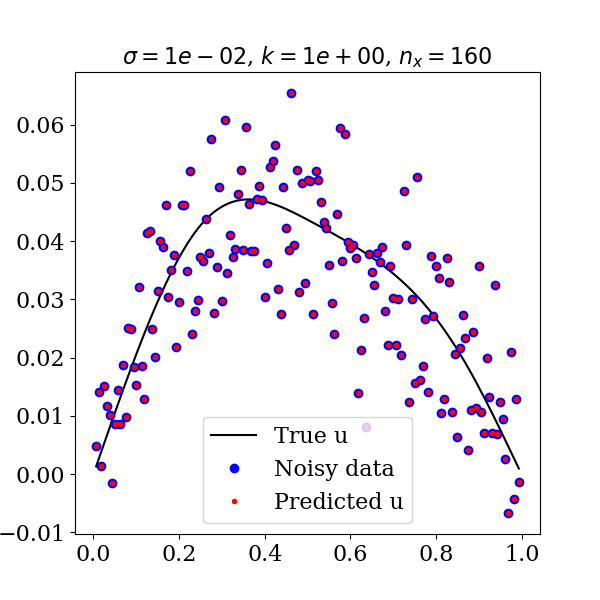 σ = 1e − 02, k = 1e + 00, nₓ = 160
0.06
0.05
0.04
0.03
0.02
0.01
0.00
−0.01
True u
Noisy data
Predicted u
0.0 0.2 0.4 0.6 0.8 1.0